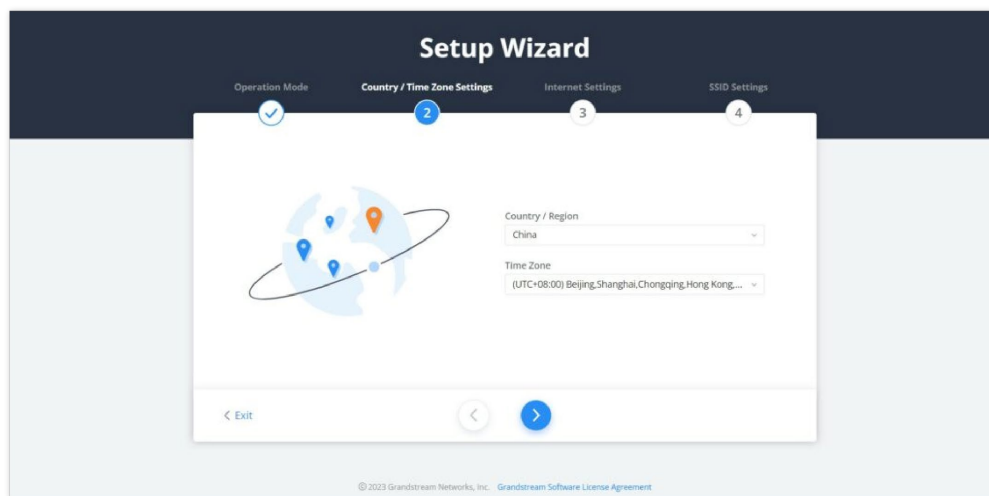 Setup Wizard
Operation Mode
Country / Time Zone Settings
Internet Settings
SSID Settings
2
3
4
Country / Region
China
Time Zone
(UTC+08:00) Beijing,Shanghai,Chongqing,Hong Kong,...
< Exit
< >
© 2023 Grandstream Networks, Inc. Grandstream Software License Agreement